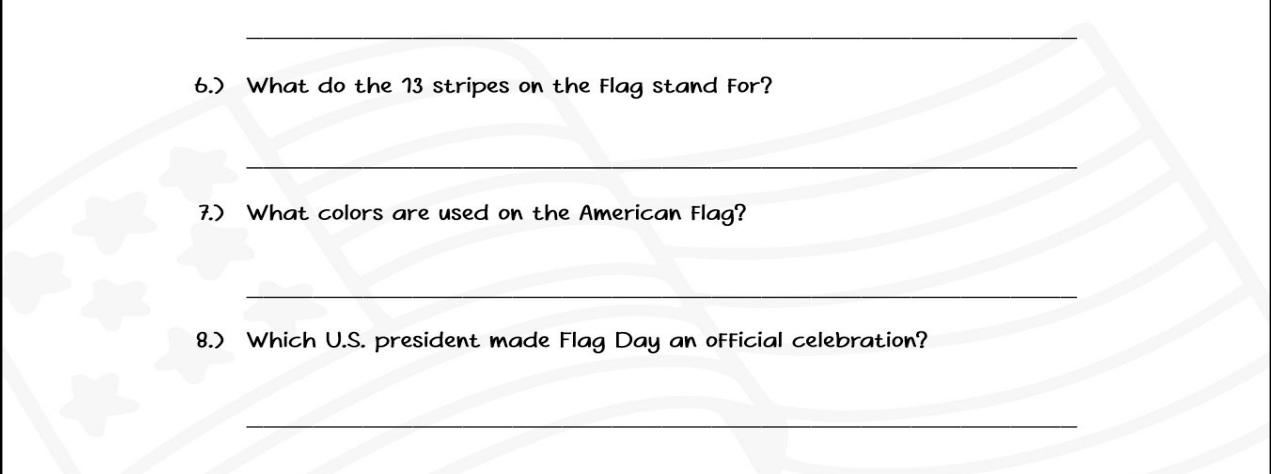 6.) What do the 13 stripes on the Flag stand For?
7.) What colors are used on the American Flag?
8.) Which U.S. president made Flag Day an oFFicial celebration?